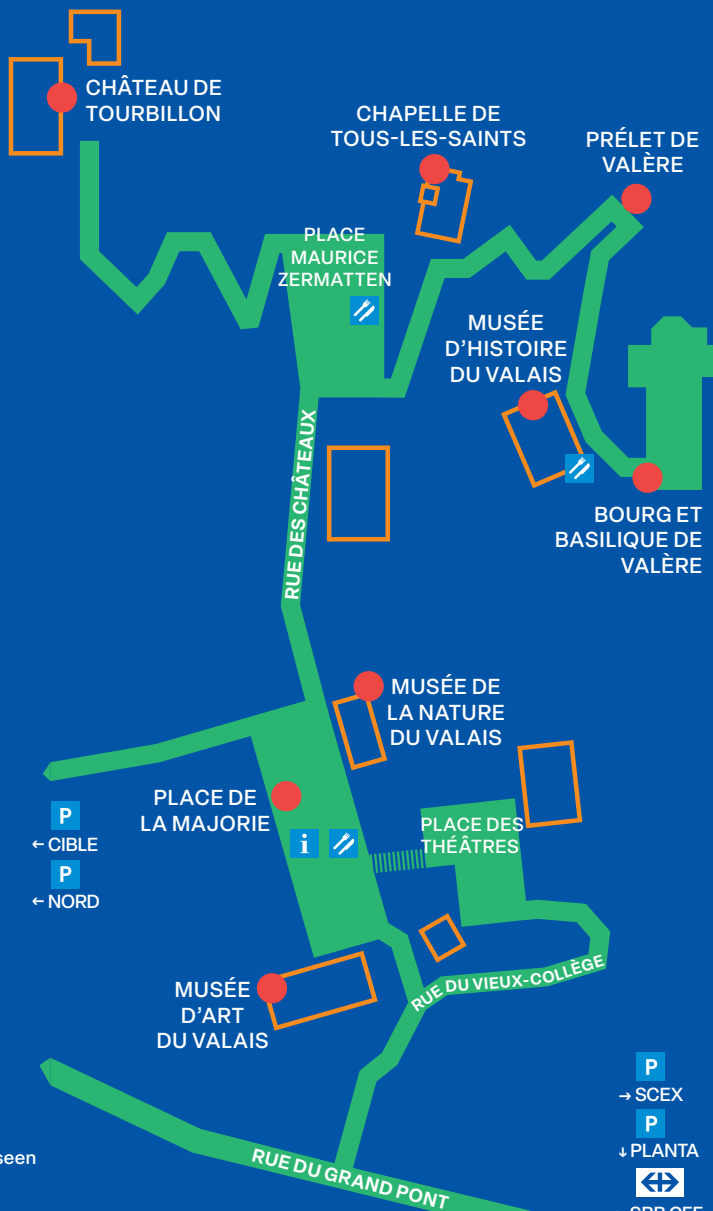 CHÂTEAU DE
TOURBILLON
CHAPELLE DE
TOUS-LES-SAINTS
PRÉLET DE
VALÈRE
PLACE
MAURICE
ZERMATTEN
MUSÉE
D'HISTOIRE
DU VALAIS
RUE DES CHÂTEAUX
BOURG ET
BASILIQUE DE
VALÈRE
MUSÉE DE
LA NATURE
DU VALAIS
PLACE DE
LA MAJORIE
P
← CIBLE
P
← NORD
i
PLACE DES
THÉÂTRES
RUE DU VIEUX-COLLÈGE
MUSÉE
D'ART
DU VALAIS
P
→ SCEX
P
↓ PLANTA
seen
RUE DU GRAND PONT